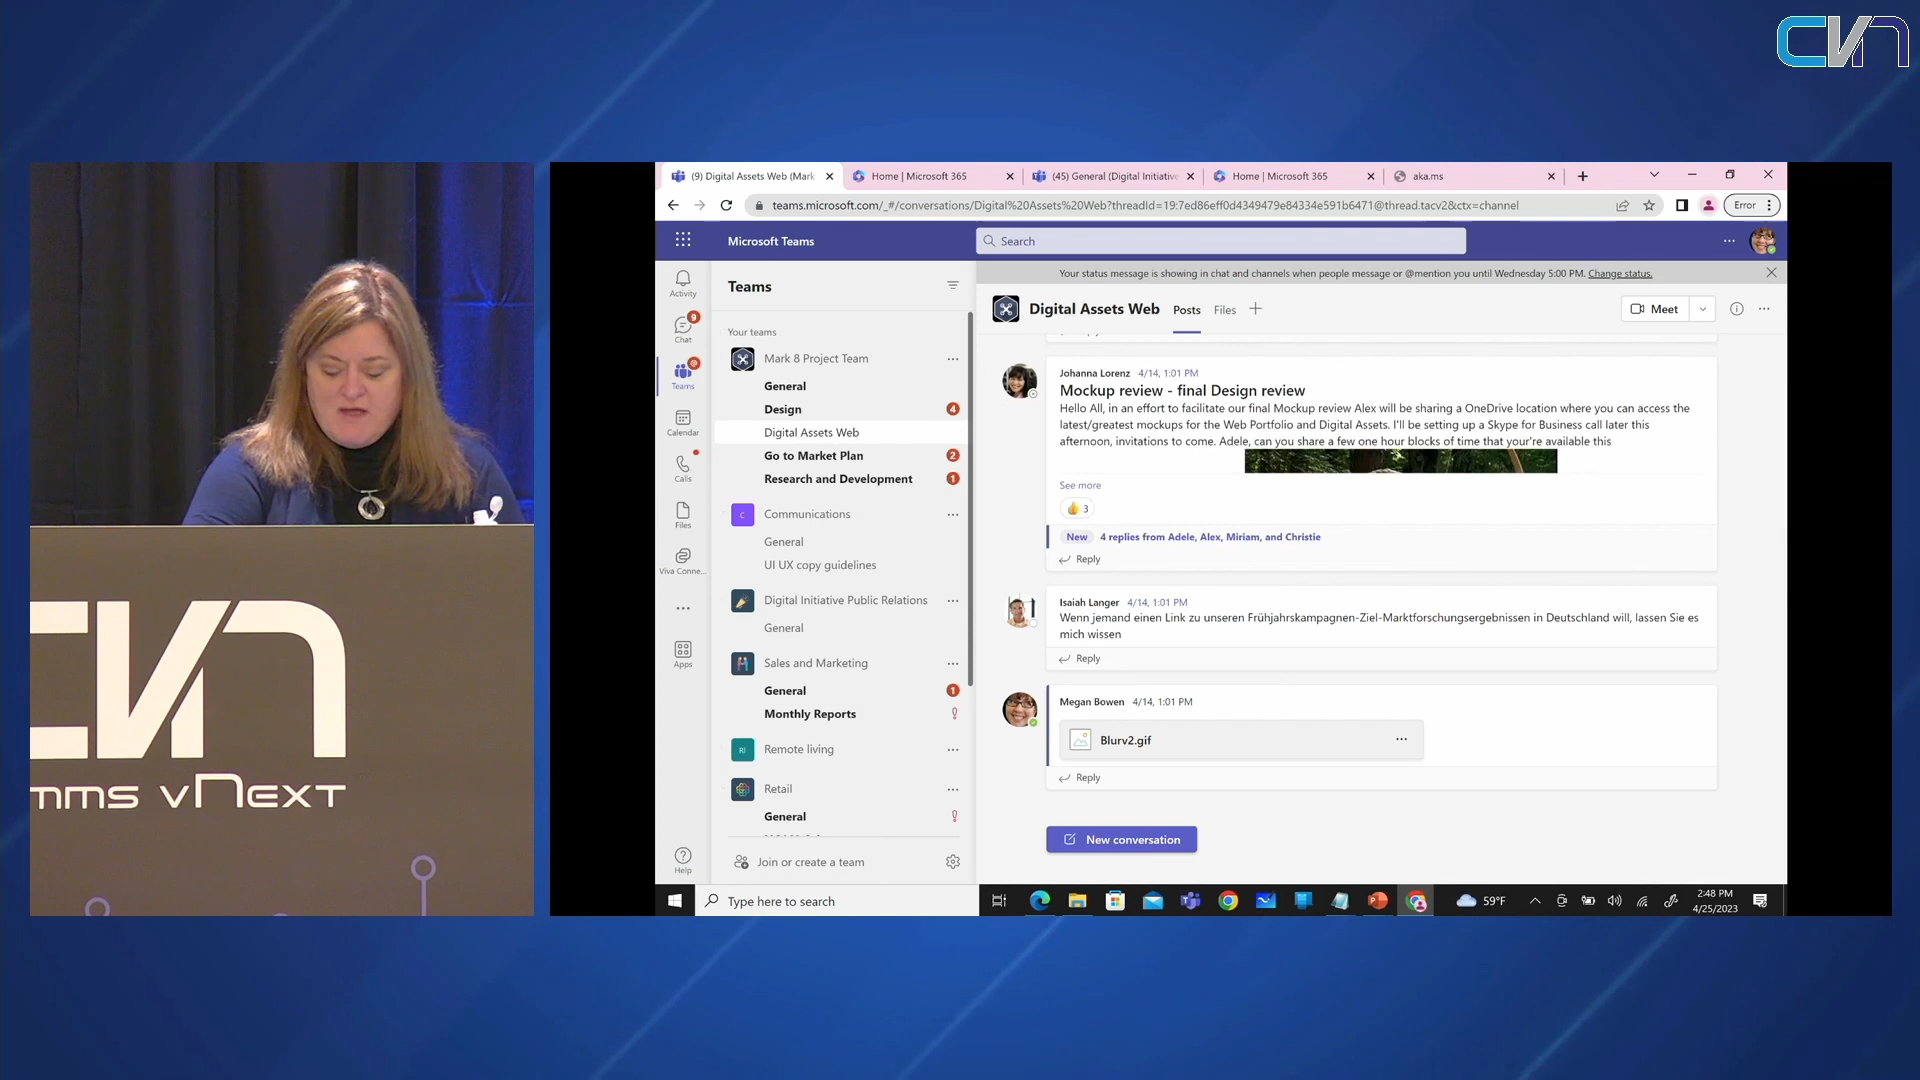 CVN
(9) Digital Assets Web (Mark
Home | Microsoft 365
(45) General (Digital Initiative
Home | Microsoft 365
aka.ms
teams.microsoft.com/_#/conversations/Digital%20Assets%20Web?threadId=19:7ed86eff0d4349479e84334e591b6471@thread.tacv2&ctx=channel
Error
Microsoft Teams
Search
Your status message is showing in chat and channels when people message or @mention you until Wednesday 5:00 PM. Change status.
Activity
9
Chat
Teams
Calendar
Calls
Files
Viva Conne...
Apps
Help
Teams
Your teams
Mark 8 Project Team
General
Design 4
Digital Assets Web
Go to Market Plan 2
Research and Development 1
C Communications
General
UI UX copy guidelines
Digital Initiative Public Relations
General
Sales and Marketing
General 1
Monthly Reports
Rl Remote living
Retail
General
Join or create a team
Digital Assets Web Posts Files
Meet
Johanna Lorenz 4/14, 1:01 PM
Mockup review - final Design review
Hello All, in an effort to facilitate our final Mockup review Alex will be sharing a OneDrive location where you can access the
latest/greatest mockups for the Web Portfolio and Digital Assets. I'll be setting up a Skype for Business call later this
afternoon, invitations to come. Adele, can you share a few one hour blocks of time that your're available this
See more
3
New 4 replies from Adele, Alex, Miriam, and Christie
Reply
Isaiah Langer 4/14, 1:01 PM
Wenn jemand einen Link zu unseren Frühjahrskampagnen-Ziel-Marktforschungsergebnissen in Deutschland will, lassen Sie es
mich wissen
Reply
Megan Bowen 4/14, 1:01 PM
Blurv2.gif
Reply
New conversation
Type here to search
59°F
2:48 PM
4/25/2023
CVN
mms vNext